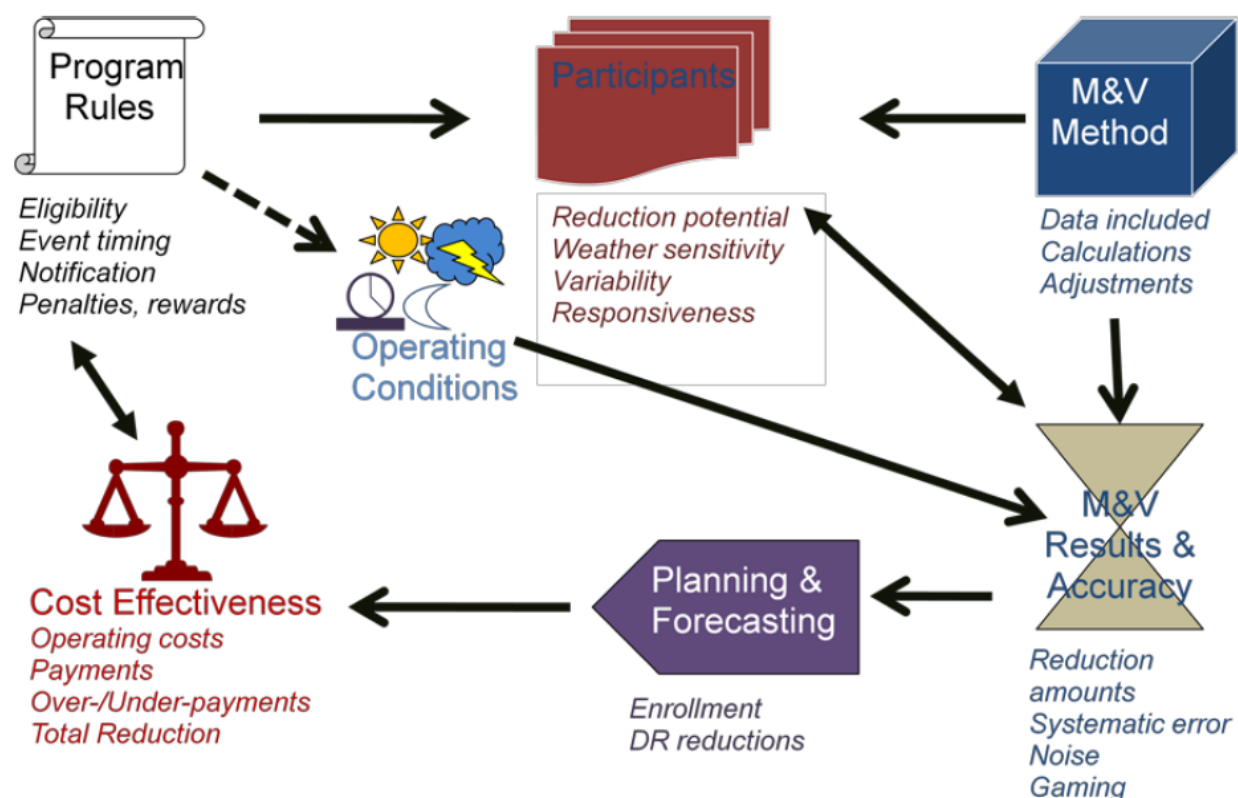 Program
Rules
Eligibility
Event timing
Notification
Penalties, rewards
Participants
Reduction potential
Weather sensitivity
Variability
Responsiveness
M&V
Method
Data included
Calculations
Adjustments
Operating
Conditions
Cost Effectiveness
Operating costs
Payments
Over-/Under-payments
Total Reduction
Planning &
Forecasting
Enrollment
DR reductions
M&V
Results &
Accuracy
Reduction
amounts
Systematic error
Noise
Gaming